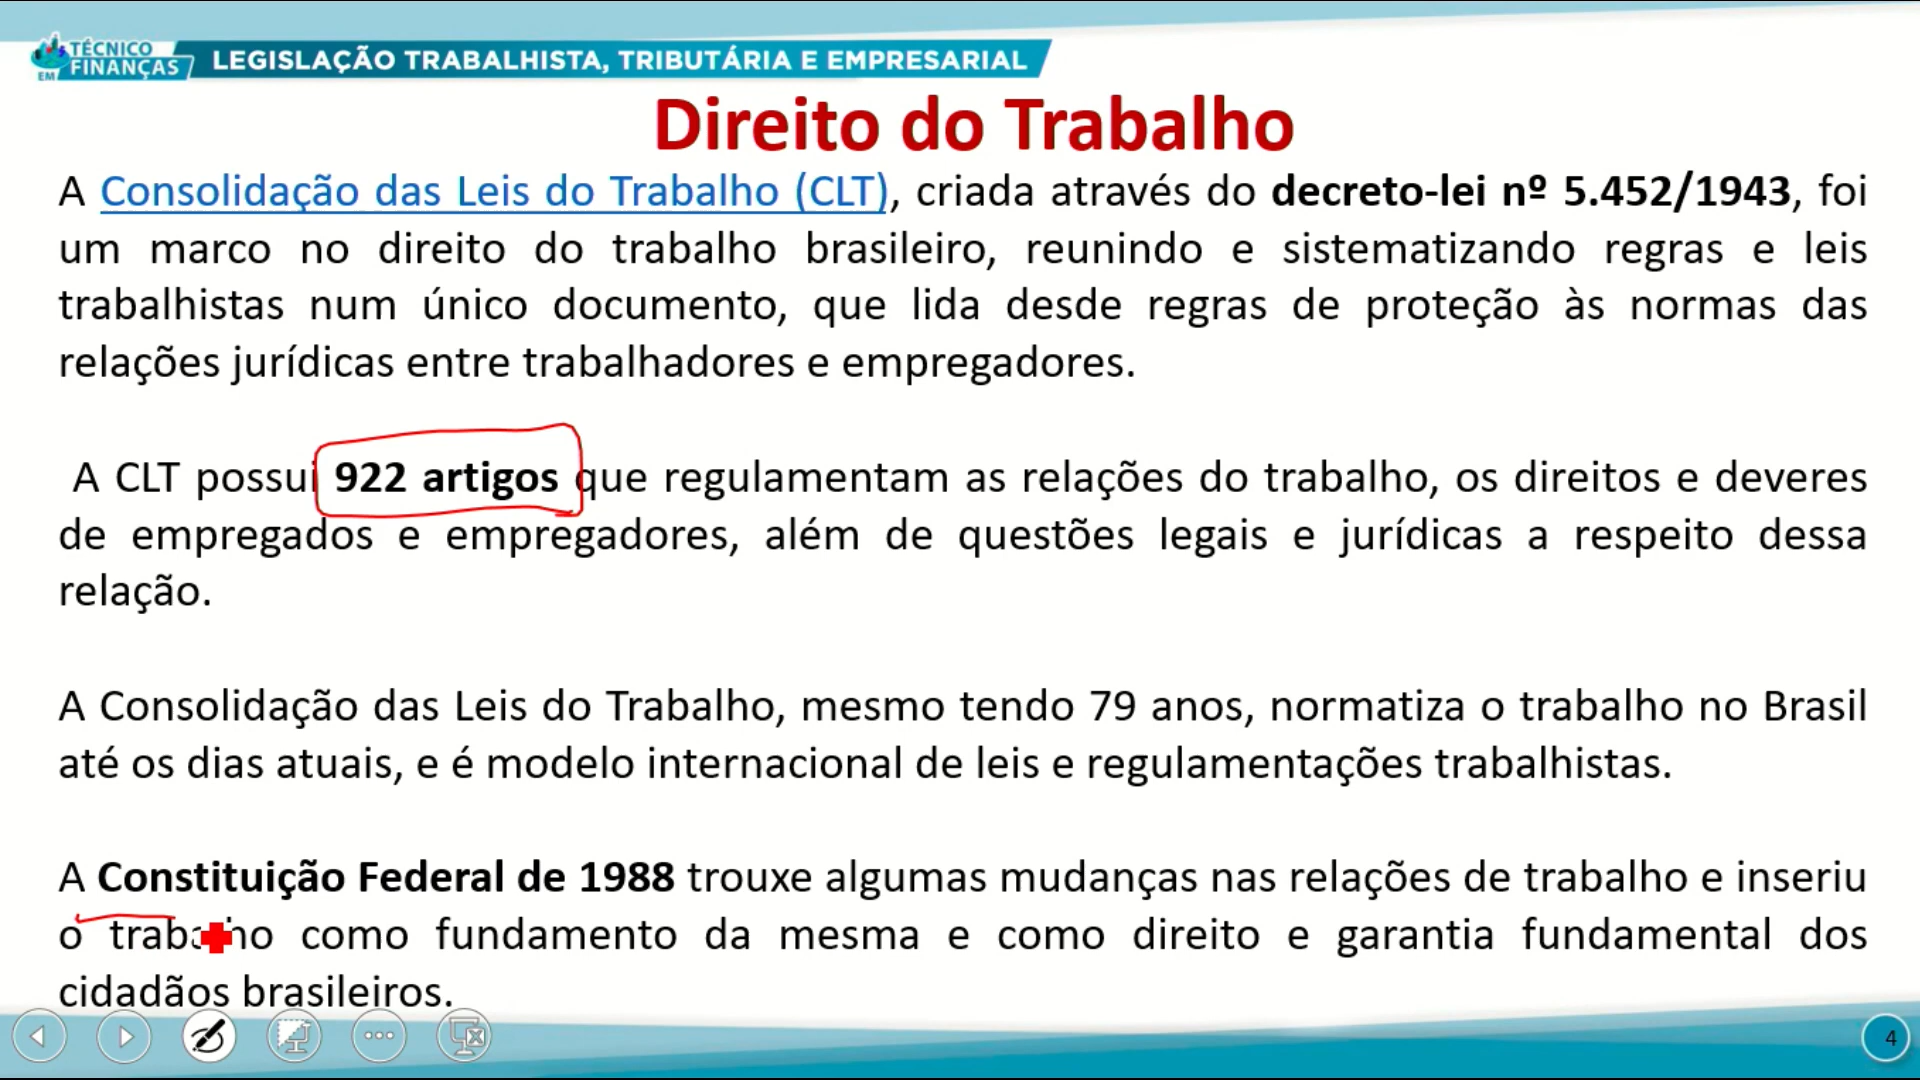 TÉCNICO
EM FINANÇAS
LEGISLAÇÃO TRABALHISTA, TRIBUTÁRIA E EMPRESARIAL
Direito do Trabalho
A Consolidação das Leis do Trabalho (CLT), criada através do decreto-lei nº 5.452/1943, foi
um marco no direito do trabalho brasileiro, reunindo e sistematizando regras e leis
trabalhistas num único documento, que lida desde regras de proteção às normas das
relações jurídicas entre trabalhadores e empregadores.
A CLT possui 922 artigos que regulamentam as relações do trabalho, os direitos e deveres
de empregados e empregadores, além de questões legais e jurídicas a respeito dessa
relação.
A Consolidação das Leis do Trabalho, mesmo tendo 79 anos, normatiza o trabalho no Brasil
até os dias atuais, e é modelo internacional de leis e regulamentações trabalhistas.
A Constituição Federal de 1988 trouxe algumas mudanças nas relações de trabalho e inseriu
o trabalho como fundamento da mesma e como direito e garantia fundamental dos
cidadãos brasileiros.
4